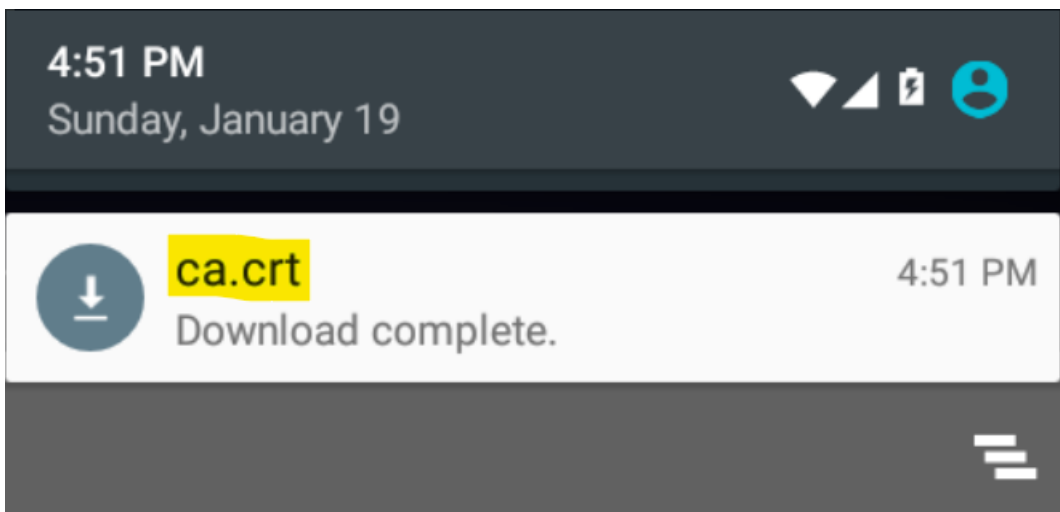 4:51 PM
Sunday, January 19
ca.crt
4:51 PM
Download complete.